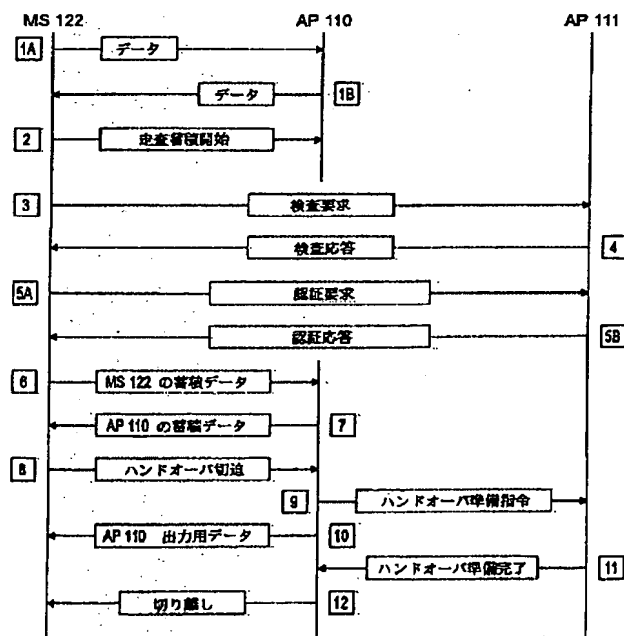 MS 122 AP 110 AP 111
1A データ
データ 1B
2 走査蓄積開始
3 検査要求
検査応答 4
5A 認証要求
認証応答 5B
6 MS 122 の蓄積データ
AP 110 の蓄積データ 7
8 ハンドオーバ切迫
9 ハンドオーバ準備指令
AP 110 出力用データ 10
ハンドオーバ準備完了 11
切り離し 12